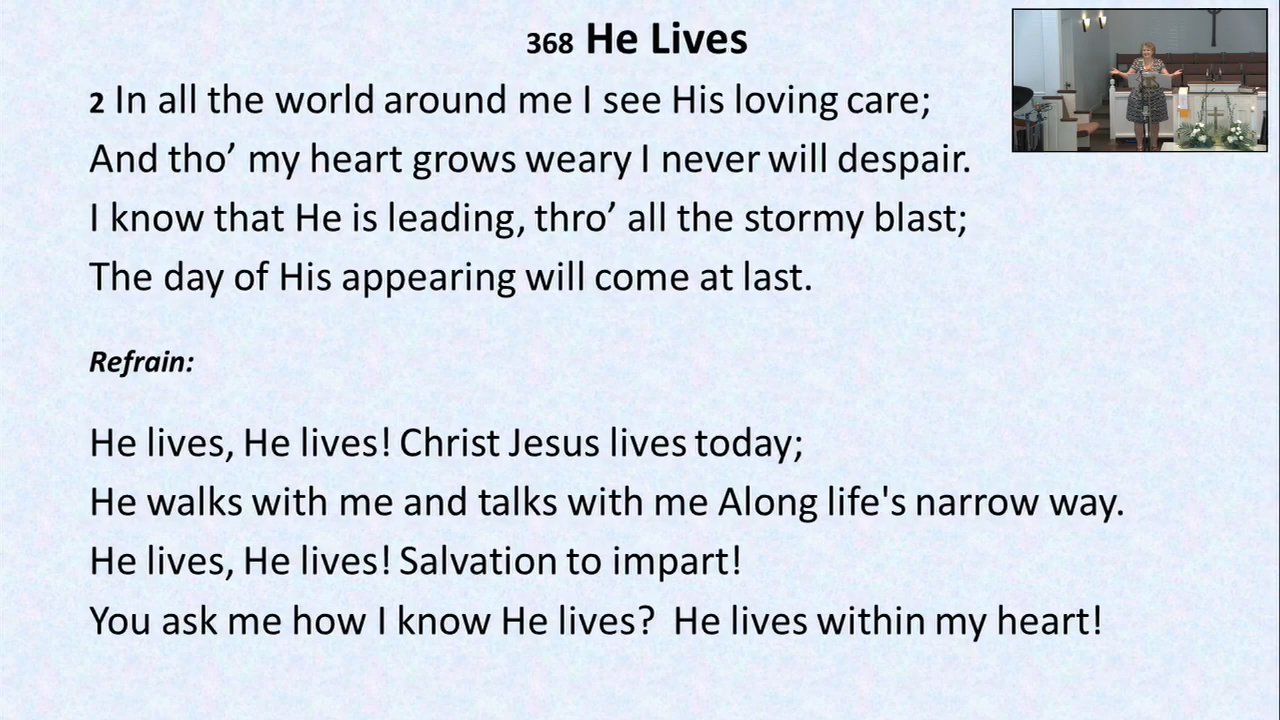 368 He Lives
2 In all the world around me I see His loving care;
And tho’ my heart grows weary I never will despair.
I know that He is leading, thro’ all the stormy blast;
The day of His appearing will come at last.
Refrain:
He lives, He lives! Christ Jesus lives today;
He walks with me and talks with me Along life's narrow way.
He lives, He lives! Salvation to impart!
You ask me how I know He lives?  He lives within my heart!